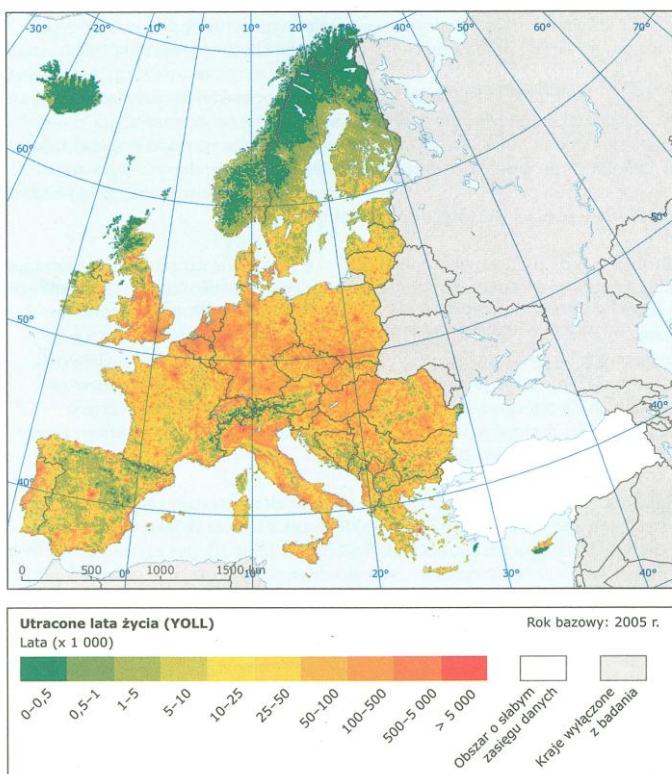 -30° -20° -10° 0° 10° 20° 30° 40° 50° 60° 70°
60°
50°
50°
40°
40°
0 500 1000 1500 km
0° 10° 20° 30° 40°
Utracone lata życia (YOLL)
Rok bazowy: 2005 r.
Lata (x 1 000)
0–0,5
0,5–1
1–5
5–10
10–25
25–50
50–100
100–500
500–5 000
> 5 000
Obszar o słabym
zasięgu danych
Kraje wyłączone
z badania